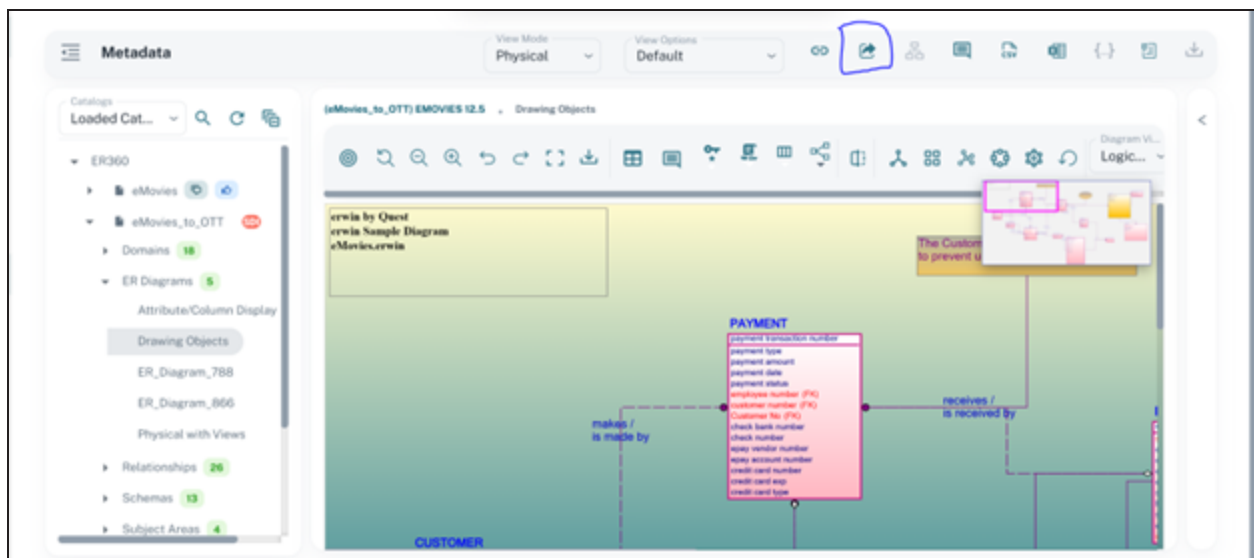 Metadata
View Mode
Physical
View Options
Default
CSV
Catalogs
Loaded Cat...
ER360
eMovies
eMovies_to_OTT
Domains 18
ER Diagrams 5
Attribute/Column Display
Drawing Objects
ER_Diagram_788
ER_Diagram_866
Physical with Views
Relationships 26
Schemas 13
Subject Areas 4
(eMovies_to_OTT) EMOVIES 12.5 . Drawing Objects
Diagram Vi...
Logic...
erwin by Quest
erwin Sample Diagram
eMovies.erwin
The Custom
to prevent u
PAYMENT
payment transaction number
payment type
payment amount
payment date
payment status
employee number (FK)
customer number (FK)
Customer No (FK)
check bank number
check number
epay vendor number
epay account number
credit card number
credit card exp
credit card type
makes /
is made by
receives /
is received by
CUSTOMER